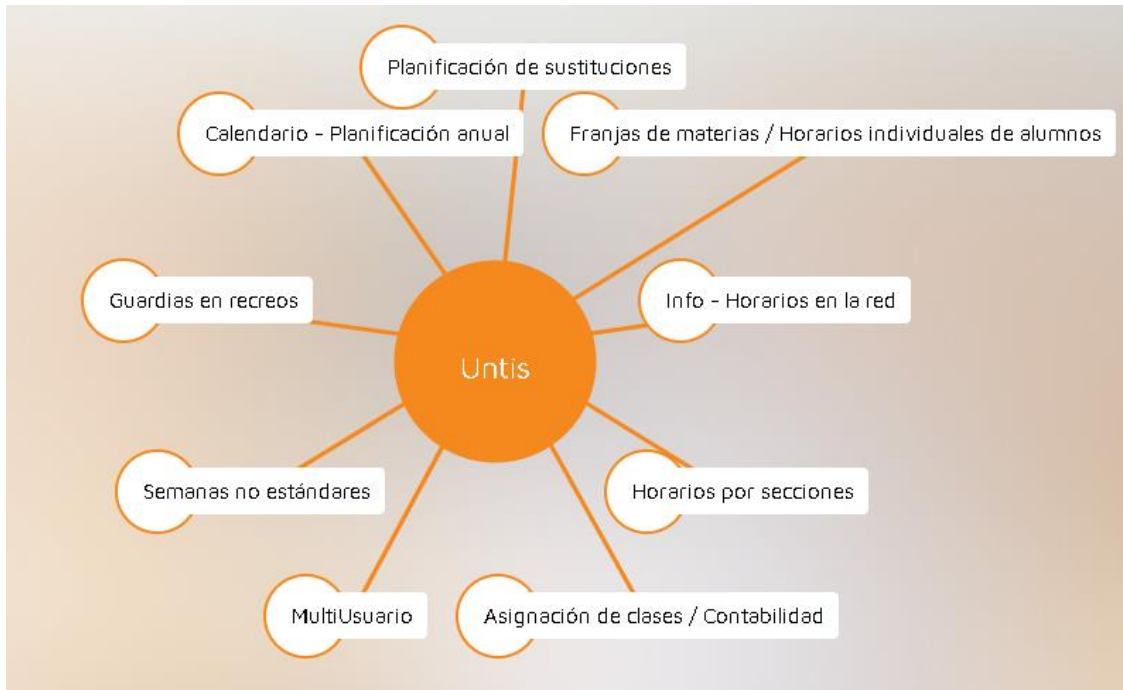 Planificación de sustituciones
Calendario - Planificación anual
Franjas de materias / Horarios individuales de alumnos
Guardias en recreos
Info - Horarios en la red
Untis
Semanas no estándares
Horarios por secciones
MultiUsuario
Asignación de clases / Contabilidad